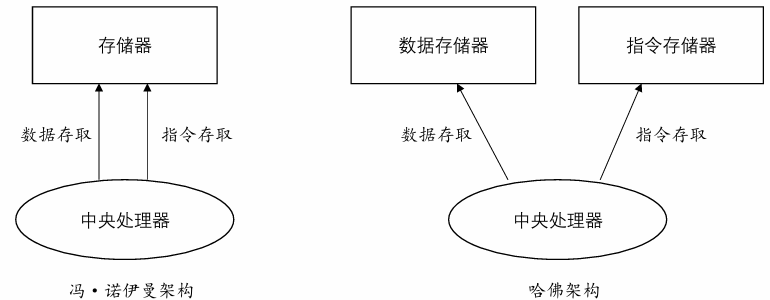 存储器
数据存取
指令存取
中央处理器
冯·诺伊曼架构
数据存储器
指令存储器
数据存取
指令存取
中央处理器
哈佛架构